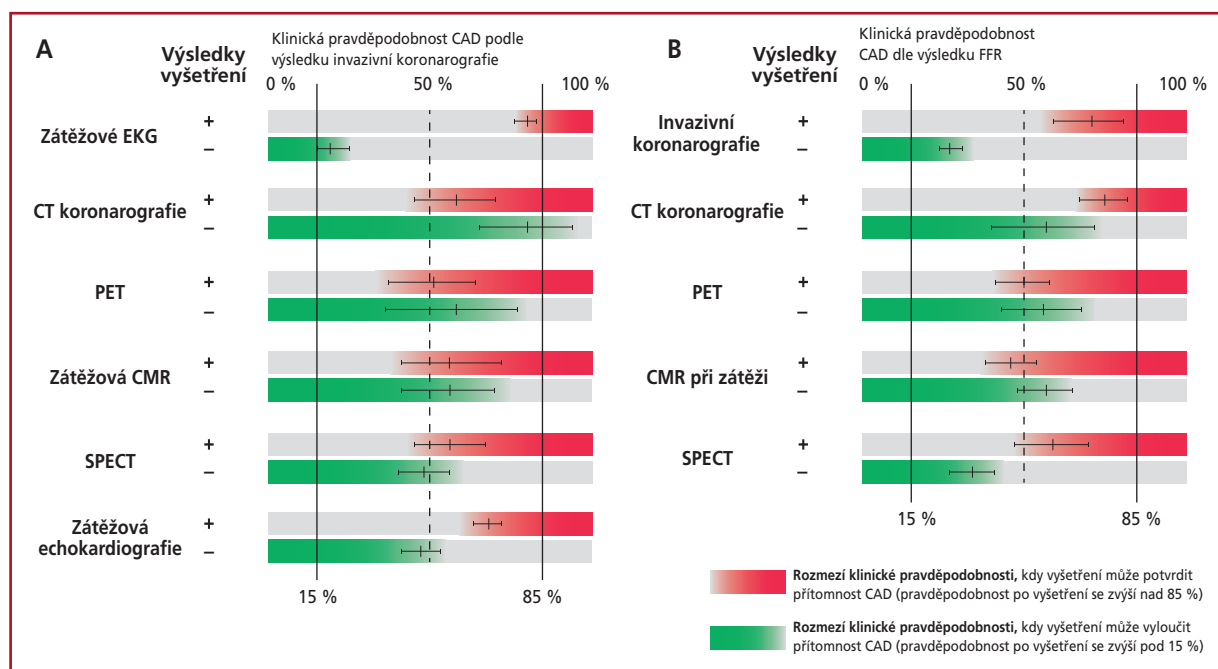 A
Výsledky
vyšetření
Klinická pravděpodobnost CAD podle
výsledku invazivní koronarografie
0 %
50 %
100 %
Zátěžové EKG
+
–
CT koronarografie
+
–
PET
+
–
Zátěžová CMR
+
–
SPECT
+
–
Zátěžová
echokardiografie
+
–
15 %
85 %
B
Výsledky
vyšetření
Klinická pravděpodobnost
CAD dle výsledku FFR
0 %
50 %
100 %
Invazivní
koronarografie
+
–
CT koronarografie
+
–
PET
+
–
CMR při zátěži
+
–
SPECT
+
–
15 %
85 %
Rozmezí klinické pravděpodobnosti, kdy vyšetření může potvrdit
přítomnost CAD (pravděpodobnost po vyšetření se zvýší nad 85 %)
Rozmezí klinické pravděpodobnosti, kdy vyšetření může vyloučit
přítomnost CAD (pravděpodobnost po vyšetření se zvýší pod 15 %)